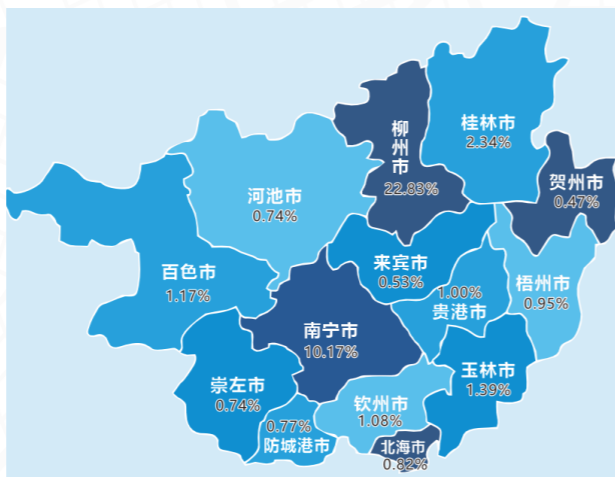 桂林市
2.34%
柳州市
22.83%
贺州市
0.47%
河池市
0.74%
来宾市
0.53%
百色市
1.17%
梧州市
0.95%
1.00%
贵港市
南宁市
10.17%
玉林市
1.39%
崇左市
0.74%
钦州市
1.08%
0.77%
防城港市
北海市
0.82%